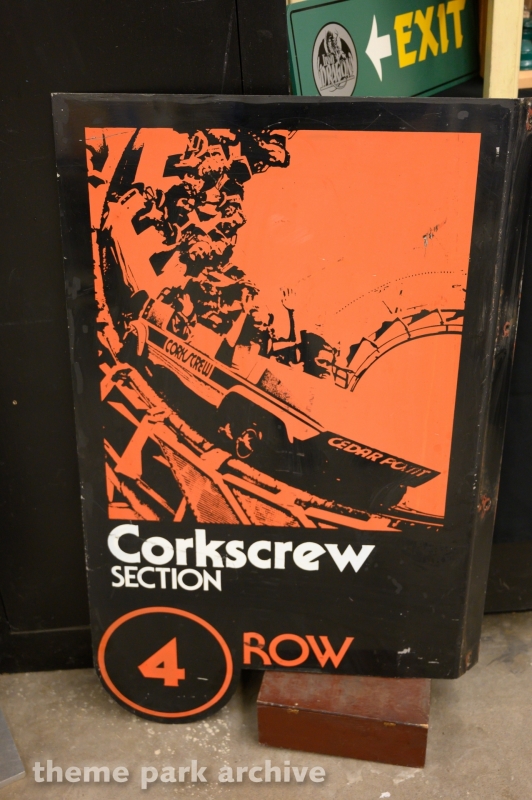 EXIT
CORKSCREW
CEDAR POINT
Corkscrew
SECTION
4 ROW
theme park archive